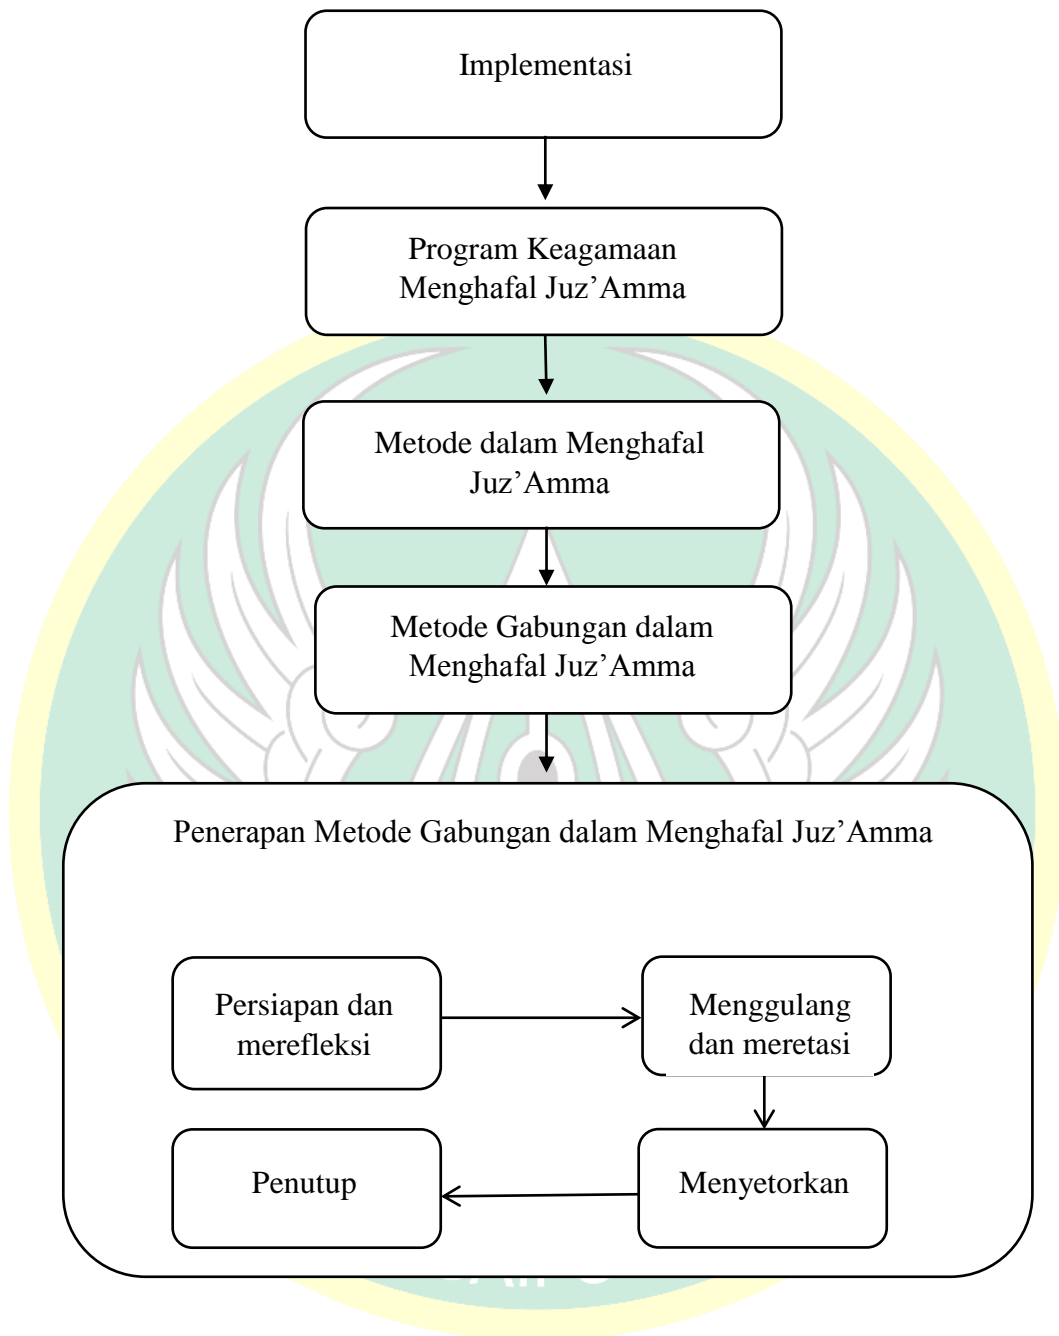 Implementasi
Program Keagamaan
Menghafal Juz’Amma
Metode dalam Menghafal
Juz’Amma
Metode Gabungan dalam
Menghafal Juz’Amma
Penerapan Metode Gabungan dalam Menghafal Juz’Amma
Persiapan dan
merefleksi
Menggulang
dan meretasi
Penutup
Menyetorkan